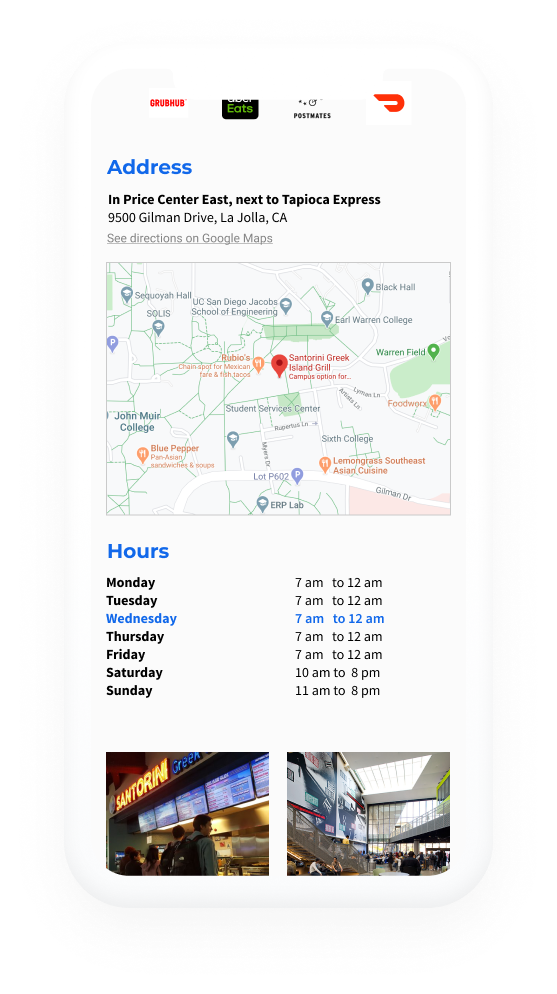 GRUBHUB
Uber
Eats
POSTMATES
Address
In Price Center East, next to Tapioca Express
9500 Gilman Drive, La Jolla, CA
See directions on Google Maps
Black Hall
Sequoyah Hall
UC San Diego Jacobs
School of Engineering
SOLIS
Earl Warren College
P
Warren Field
Rubio's
Chain spot for Mexican
fare & fish tacos
Santorini Greek
Island Grill
Campus option for...
Lyman Ln
Artists Ln
Foodworx
Student Services Center
John Muir
College
Rupertus Ln
Sixth College
Myers Dr
Blue Pepper
Pan-Asian
sandwiches & soups
Lemongrass Southeast
Asian Cuisine
Lot P602
P
Gilman Dr
ERP Lab
Hours
Monday 7 am to 12 am
Tuesday 7 am to 12 am
Wednesday 7 am to 12 am
Thursday 7 am to 12 am
Friday 7 am to 12 am
Saturday 10 am to 8 pm
Sunday 11 am to 8 pm
SANTORINI Greek